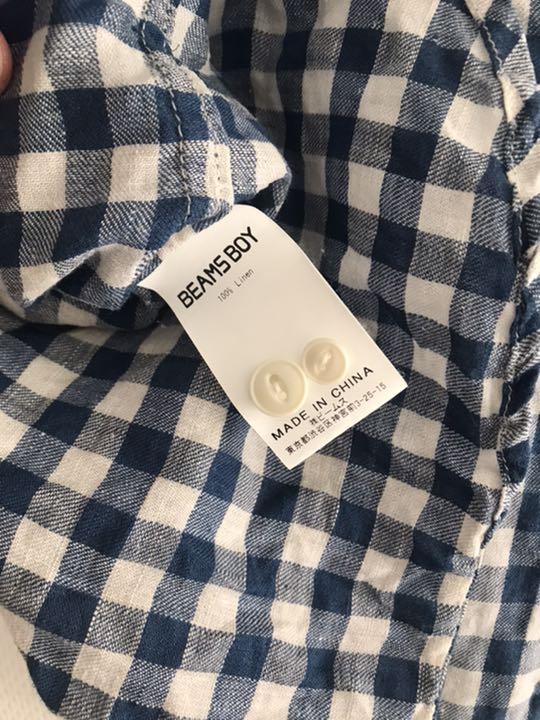 BEAMS BOY
100% Linen
MADE IN CHINA
㈱ビームス
東京都渋谷区神宮前3-25-15